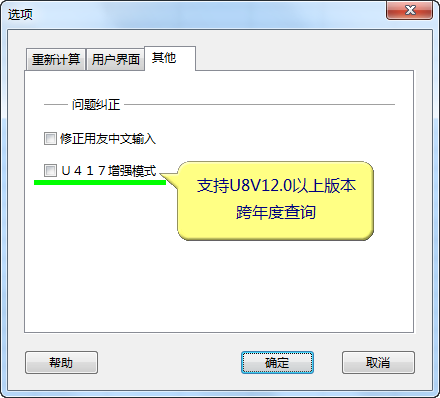 选项
重新计算 用户界面 其他
问题纠正
修正用友中文输入
Ｕ４１７增强模式
支持U8V12.0以上版本
跨年度查询
帮助 确定 取消